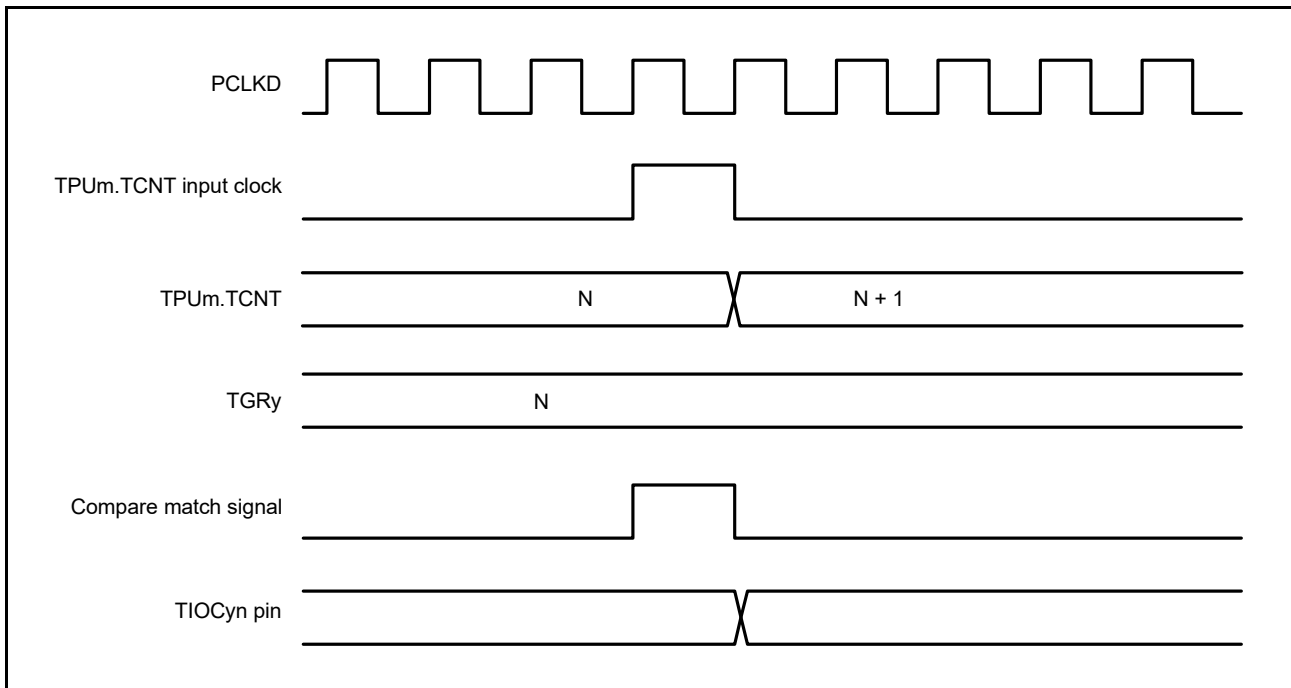 PCLKD
TPUm.TCNT input clock
TPUm.TCNT
N
N + 1
TGRy
N
Compare match signal
TIOCyn pin